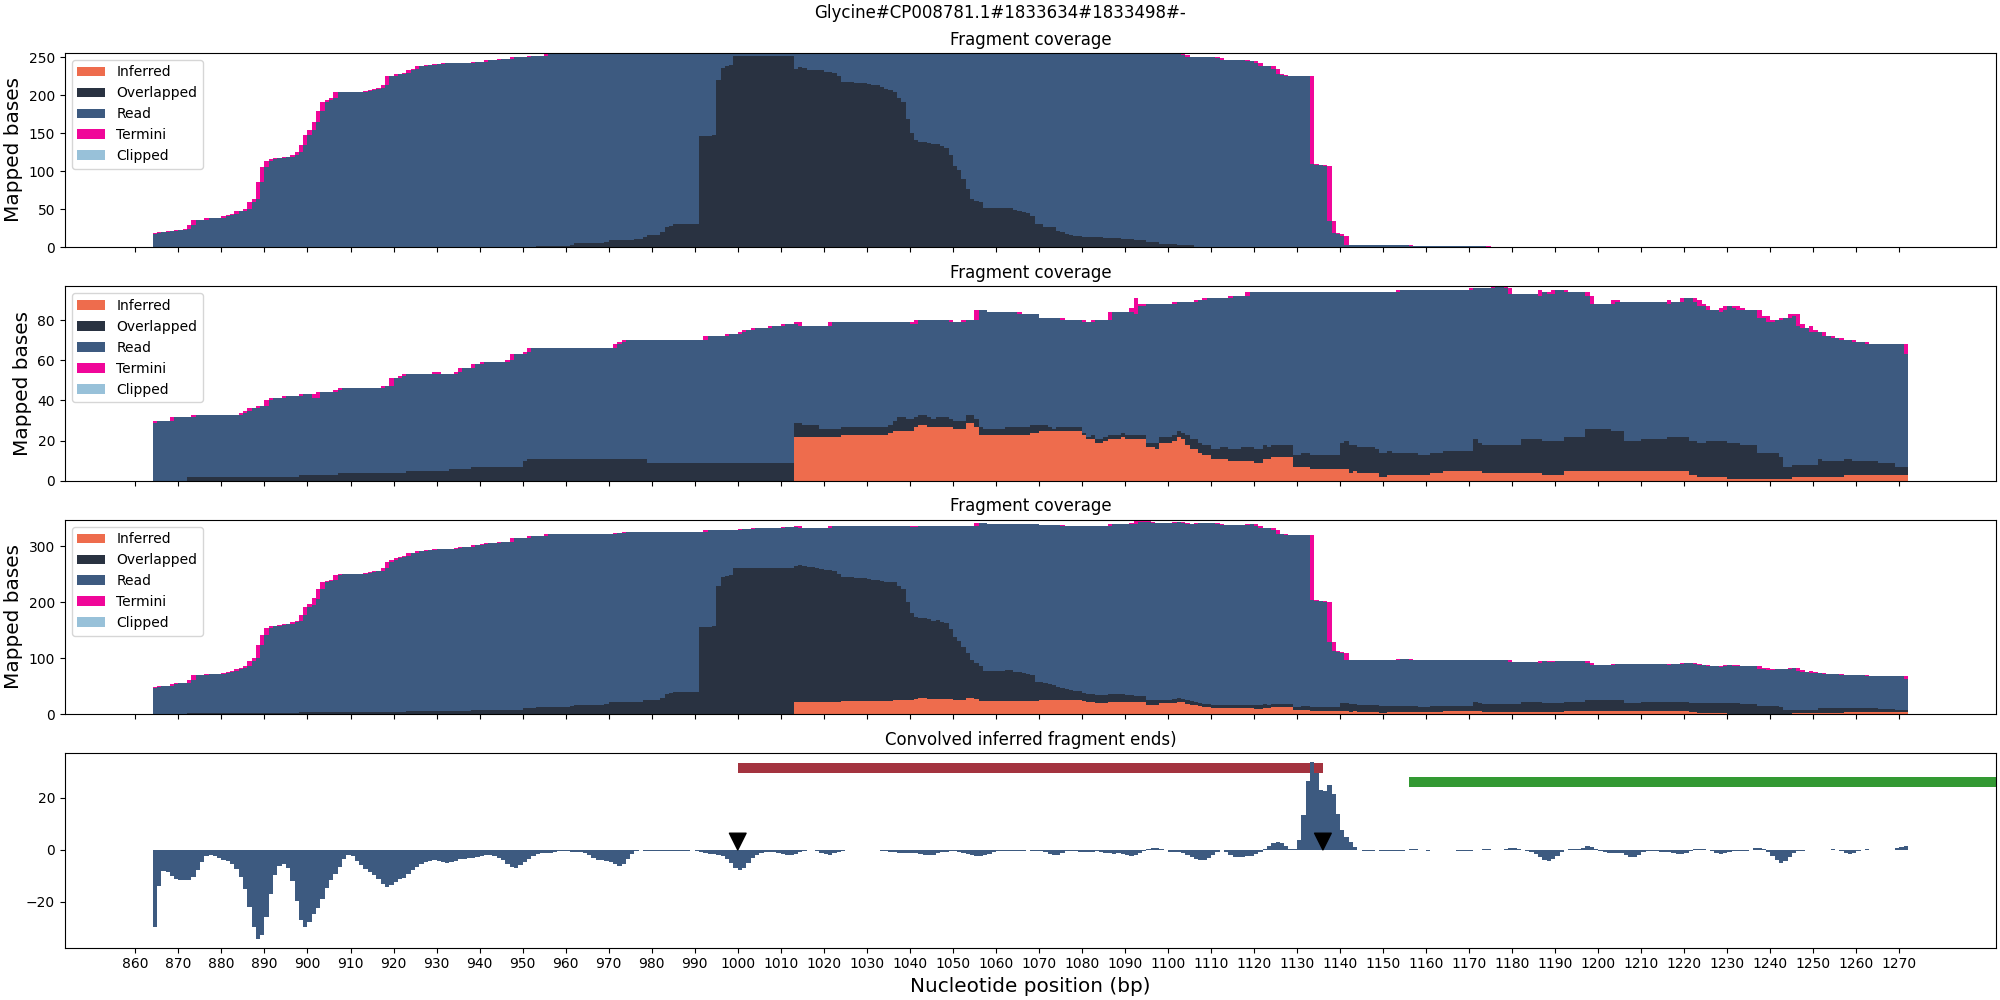 Glycine#CP008781.1#1833634#1833498#-
Fragment coverage
Mapped bases
250
200
150
100
50
0
Inferred
Overlapped
Read
Termini
Clipped
Fragment coverage
Mapped bases
80
60
40
20
0
Inferred
Overlapped
Read
Termini
Clipped
Fragment coverage
Mapped bases
300
200
100
0
Inferred
Overlapped
Read
Termini
Clipped
Convolved inferred fragment ends)
20
0
−20
860 870 880 890 900 910 920 930 940 950 960 970 980 990 1000 1010 1020 1030 1040 1050 1060 1070 1080 1090 1100 1110 1120 1130 1140 1150 1160 1170 1180 1190 1200 1210 1220 1230 1240 1250 1260 1270
Nucleotide position (bp)